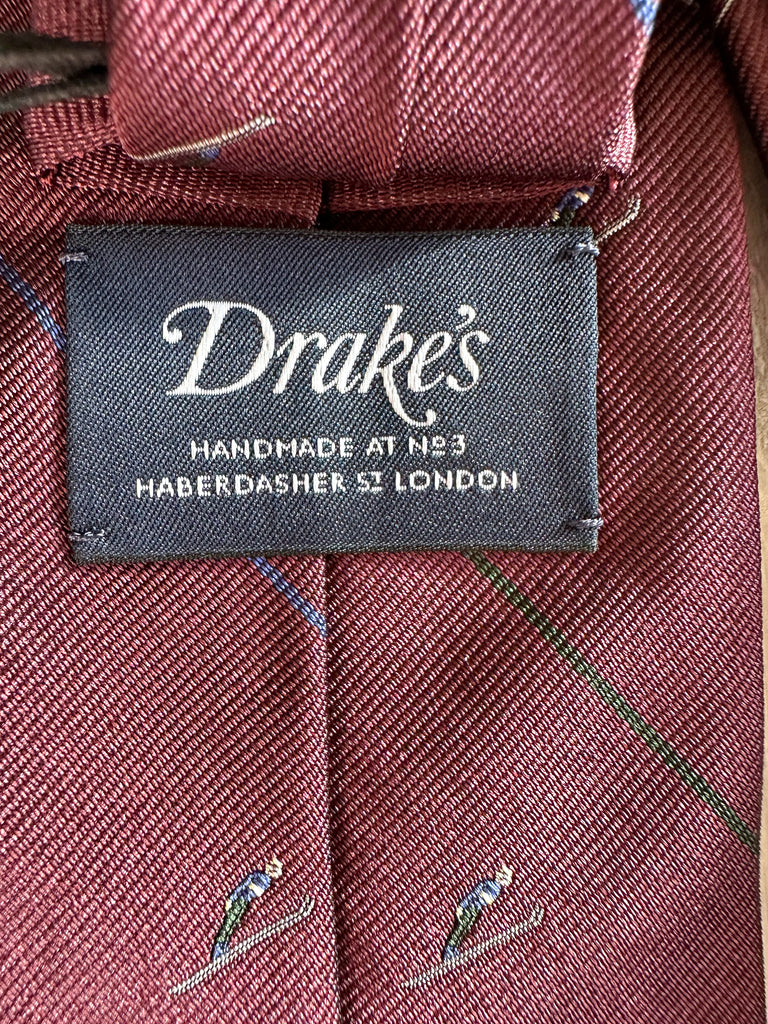 Drake's
HANDMADE AT Nº3
HABERDASHER ST LONDON